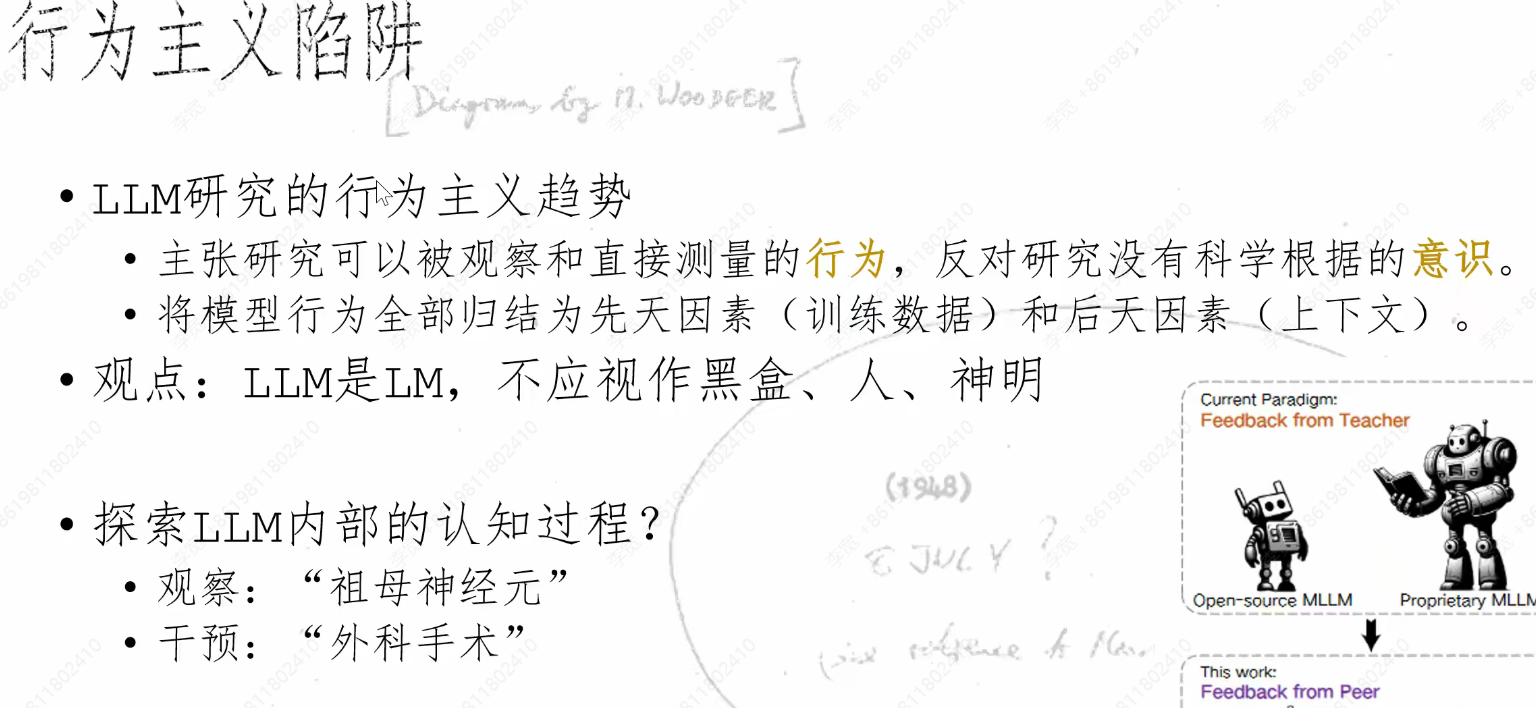 行为主义陷阱
[Diagram by M. WOODGER]
• LLM研究的行为主义趋势
• 主张研究可以被观察和直接测量的行为，反对研究没有科学根据的意识。
• 将模型行为全部归结为先天因素（训练数据）和后天因素（上下文）。
• 观点：LLM是LM，不应视作黑盒、人、神明
(1948)
JULY ?
• 探索LLM内部的认知过程？
• 观察：“祖母神经元”
• 干预：“外科手术”
Current Paradigm:
Feedback from Teacher
Open-source MLLM
Proprietary MLLM
This work:
Feedback from Peer
李宽 +8619811802410